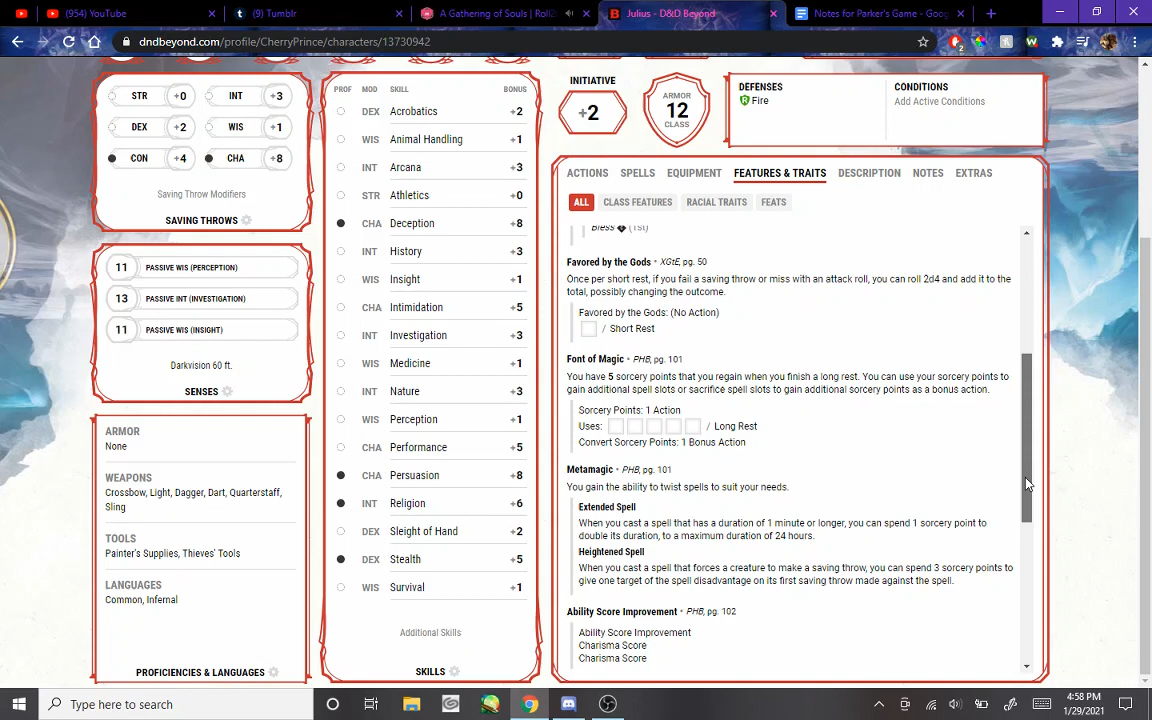 (954) YouTube
(9) Tumblr
A Gathering of Souls | Roll2
Julius - D&D Beyond
Notes for Parker's Game - Goog
dndbeyond.com/profile/CherryPrince/characters/13730942
STR +0
INT +3
DEX +2
WIS +1
CON +4
CHA +8
Saving Throw Modifiers
SAVING THROWS
11 PASSIVE WIS (PERCEPTION)
13 PASSIVE INT (INVESTIGATION)
11 PASSIVE WIS (INSIGHT)
Darkvision 60 ft.
SENSES
ARMOR
None
WEAPONS
Crossbow, Light, Dagger, Dart, Quarterstaff,
Sling
TOOLS
Painter's Supplies, Thieves' Tools
LANGUAGES
Common, Infernal
PROFICIENCIES & LANGUAGES
PROF MOD SKILL BONUS
DEX Acrobatics +2
WIS Animal Handling +1
INT Arcana +3
STR Athletics +0
CHA Deception +8
INT History +3
WIS Insight +1
CHA Intimidation +5
INT Investigation +3
WIS Medicine +1
INT Nature +3
WIS Perception +1
CHA Performance +5
CHA Persuasion +8
INT Religion +6
DEX Sleight of Hand +2
DEX Stealth +5
WIS Survival +1
Additional Skills
SKILLS
INITIATIVE
+2
ARMOR
12
CLASS
DEFENSES
Fire
CONDITIONS
Add Active Conditions
ACTIONS SPELLS EQUIPMENT FEATURES & TRAITS DESCRIPTION NOTES EXTRAS
ALL CLASS FEATURES RACIAL TRAITS FEATS
Bless (1st)
Favored by the Gods • XGtE, pg. 50
Once per short rest, if you fail a saving throw or miss with an attack roll, you can roll 2d4 and add it to the
total, possibly changing the outcome.
Favored by the Gods: (No Action)
/ Short Rest
Font of Magic • PHB, pg. 101
You have 5 sorcery points that you regain when you finish a long rest. You can use your sorcery points to
gain additional spell slots or sacrifice spell slots to gain additional sorcery points as a bonus action.
Sorcery Points: 1 Action
Uses: / Long Rest
Convert Sorcery Points: 1 Bonus Action
Metamagic • PHB, pg. 101
You gain the ability to twist spells to suit your needs.
Extended Spell
When you cast a spell that has a duration of 1 minute or longer, you can spend 1 sorcery point to
double its duration, to a maximum duration of 24 hours.
Heightened Spell
When you cast a spell that forces a creature to make a saving throw, you can spend 3 sorcery points to
give one target of the spell disadvantage on its first saving throw made against the spell.
Ability Score Improvement • PHB, pg. 102
Ability Score Improvement
Charisma Score
Charisma Score
Type here to search
4:58 PM
1/29/2021